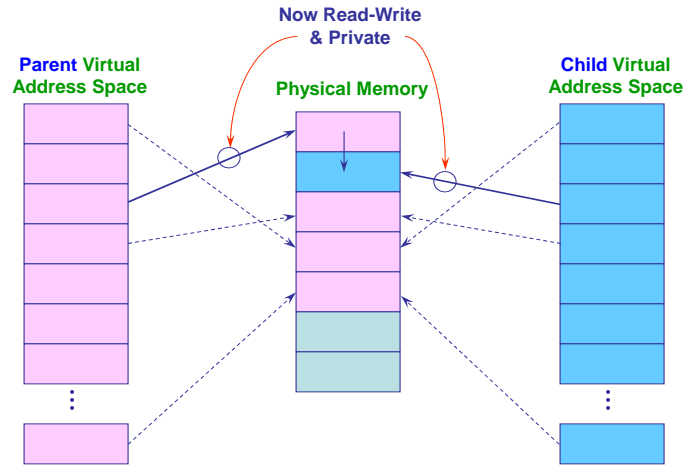 Now Read-Write
& Private
Parent Virtual
Address Space
Physical Memory
Child Virtual
Address Space